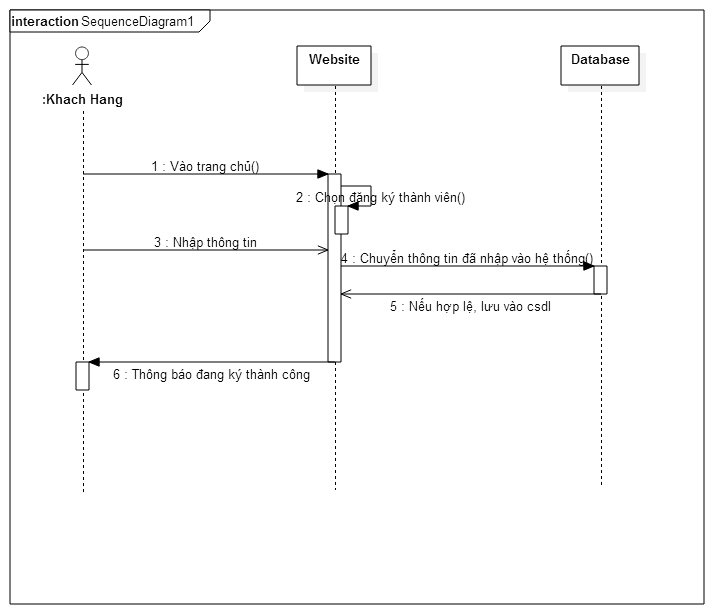 interaction SequenceDiagram1
Website
Database
:Khach Hang
1 : Vào trang chủ()
2 : Chọn đăng ký thành viên()
3 : Nhập thông tin
4 : Chuyển thông tin đã nhập vào hệ thống()
5 : Nếu hợp lệ, lưu vào csdl
6 : Thông báo đang ký thành công